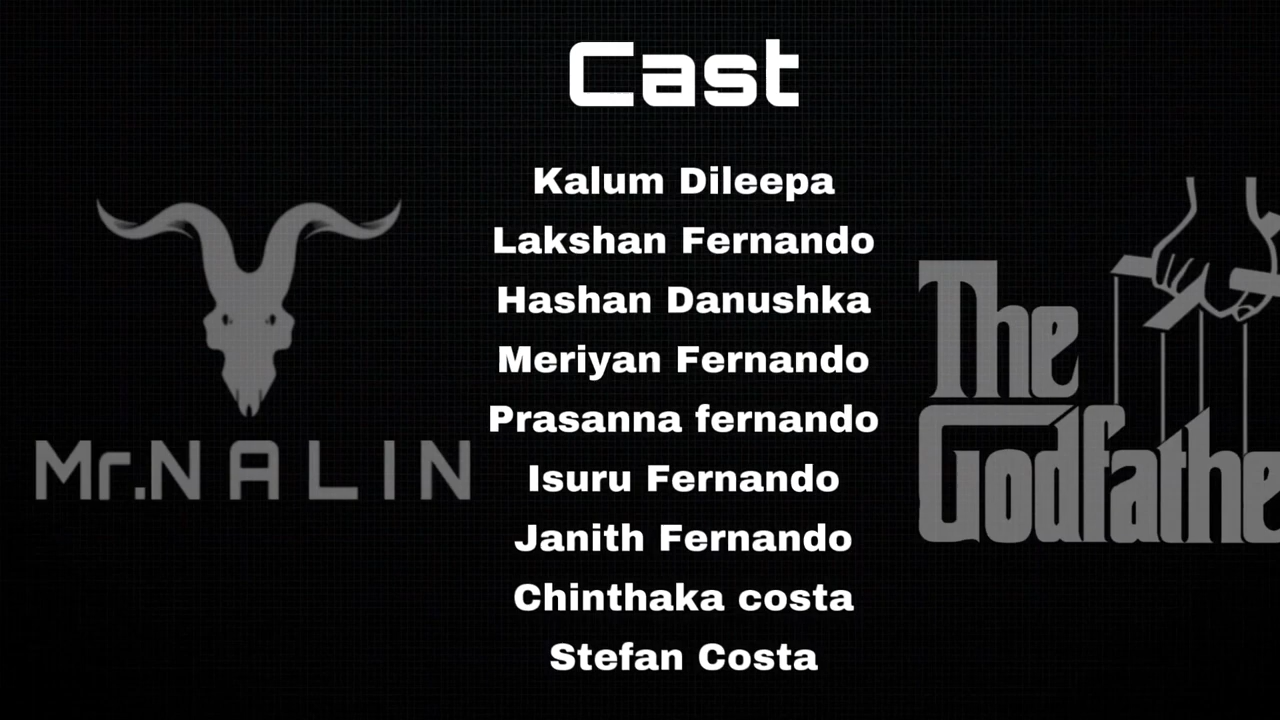 Cast
Kalum Dileepa
Lakshan Fernando
Hashan Danushka
Meriyan Fernando
Prasanna fernando
Isuru Fernando
Janith Fernando
Chinthaka costa
Stefan Costa
Mr.NALIN
The
Godfathe